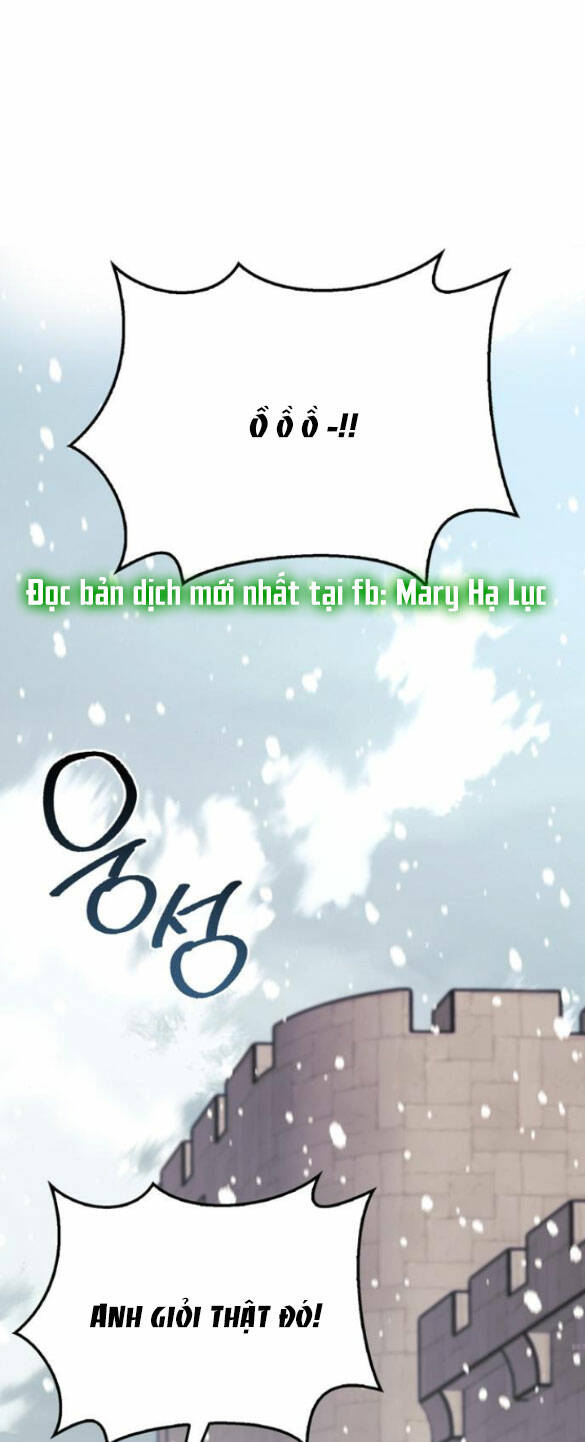 Ồ Ồ Ồ -!!
Đọc bản dịch mới nhất tại fb: Mary Hạ Lục
웅성
ANH GIỎI THẬT ĐÓ!